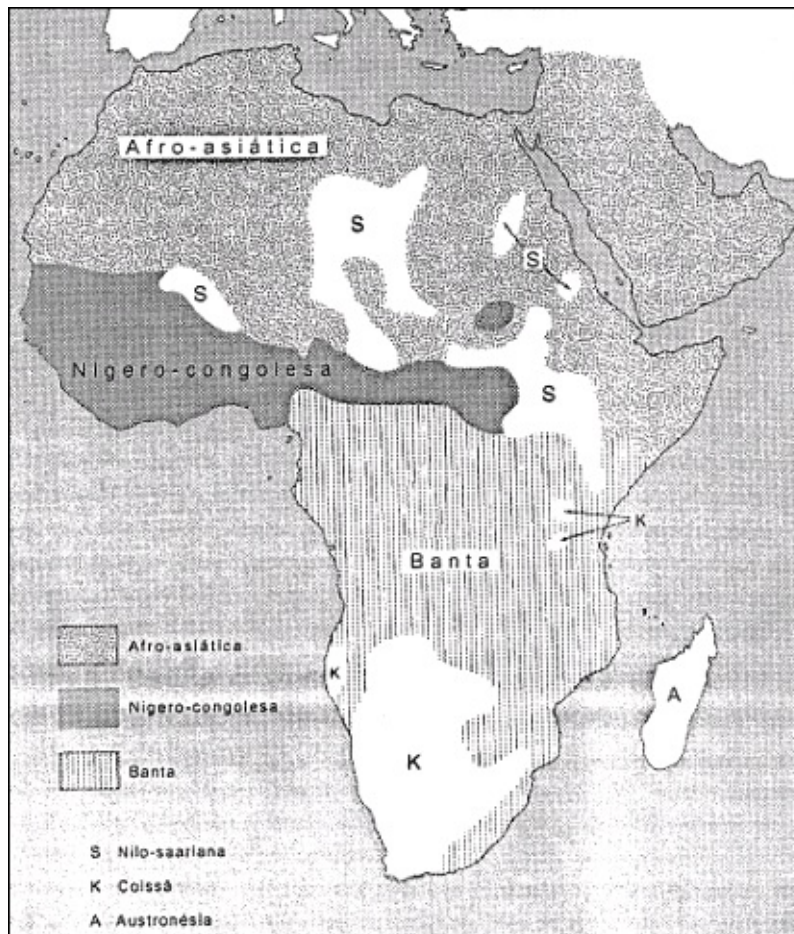 Afro-asiática
S
S
S
Nigero-congolesa
S
K
Banta
K
A
K
Afro-asiática
Nigero-congolesa
Banta
S Nilo-saariana
K Coissã
A Austronésia